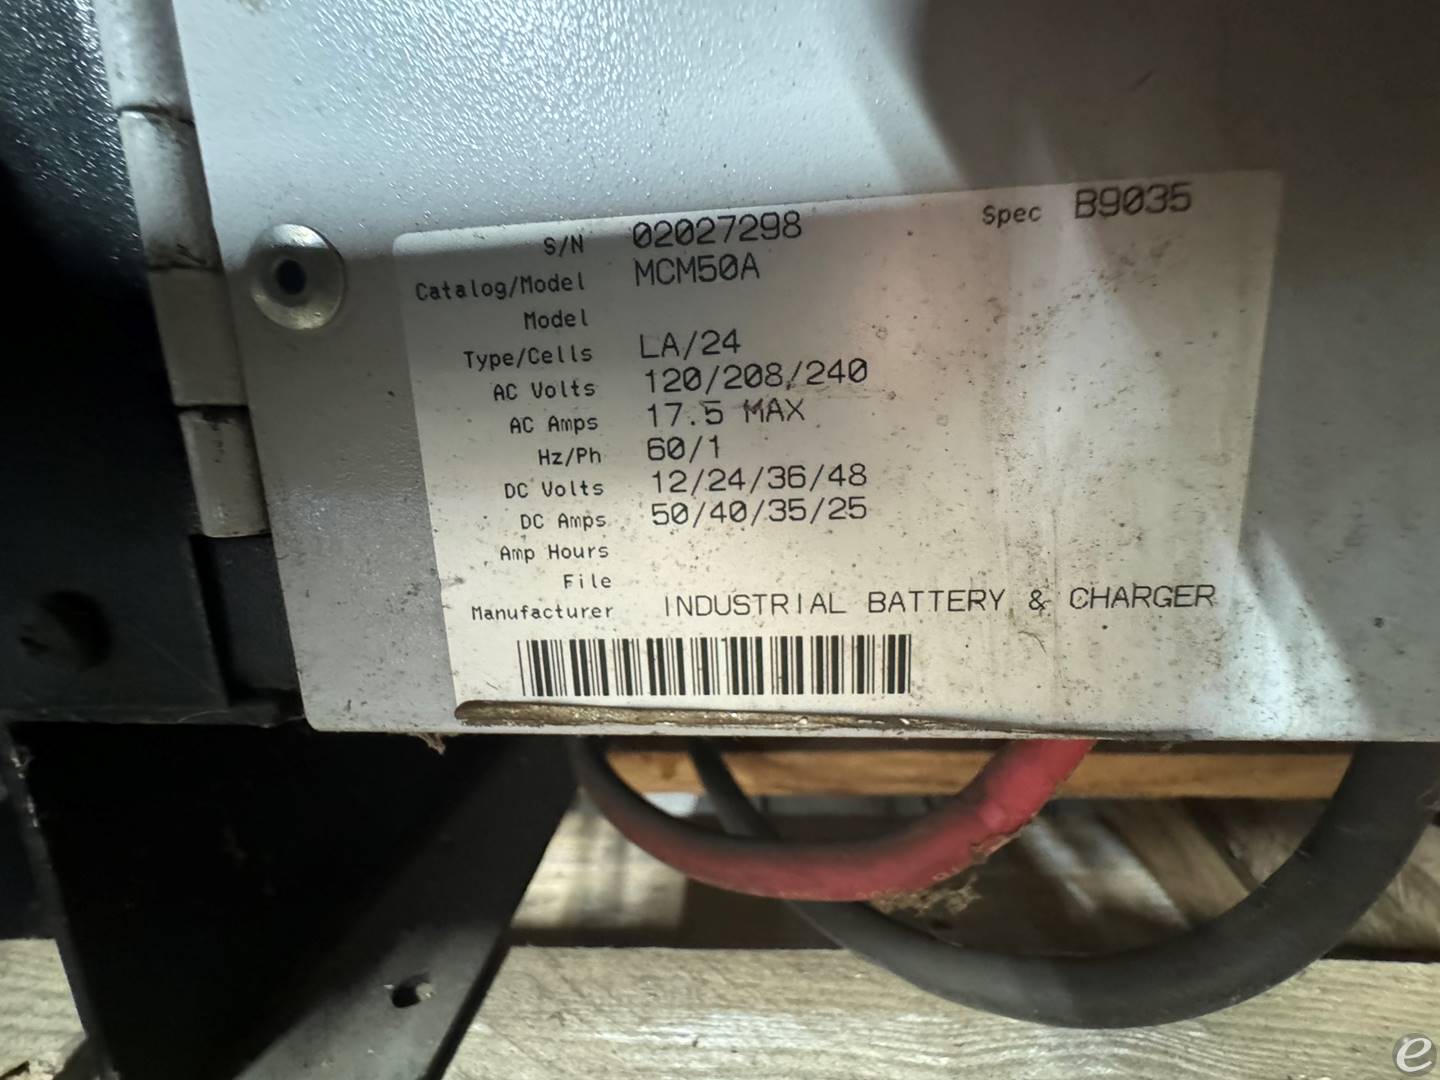 S/N 02027298 Spec B9035
Catalog/Model MCM50A
Model
Type/Cells LA/24
AC Volts 120/208/240
AC Amps 17.5 MAX
Hz/Ph 60/1
DC Volts 12/24/36/48
DC Amps 50/40/35/25
Amp Hours
File
Manufacturer INDUSTRIAL BATTERY & CHARGER
e